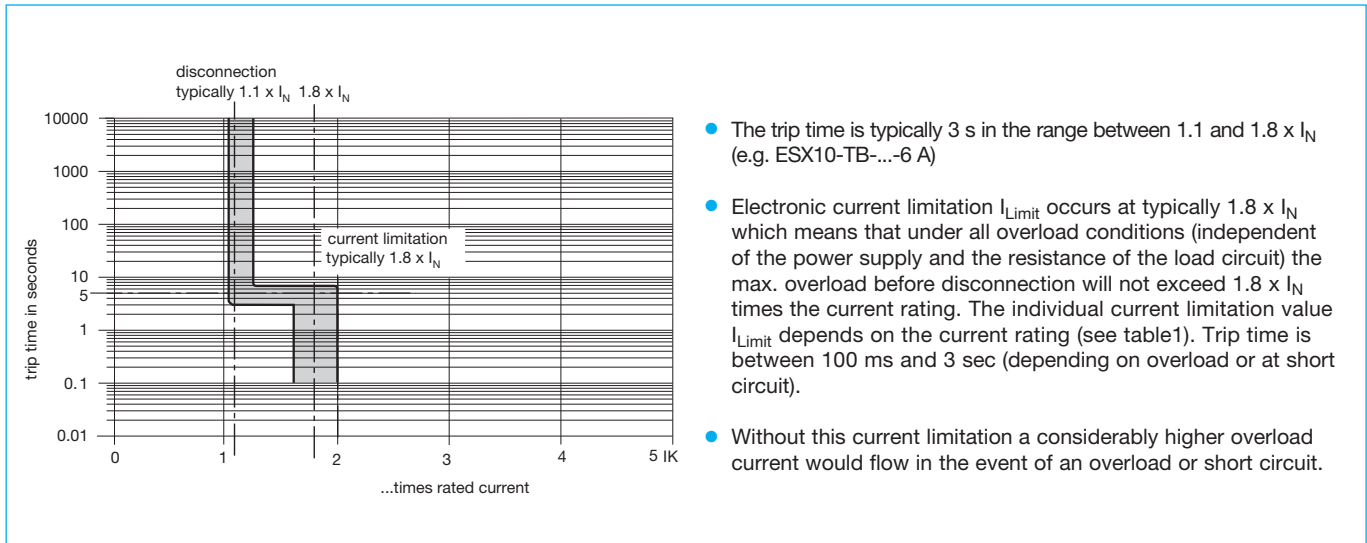 disconnection
typically 1.1 x IN 1.8 x IN
10000
1000
100
10
5
1
0.1
0.01
trip time in seconds
current limitation
typically 1.8 x IN
0 1 2 3 4 5 IK
...times rated current
● The trip time is typically 3 s in the range between 1.1 and 1.8 x IN
(e.g. ESX10-TB-...-6 A)
● Electronic current limitation ILimit occurs at typically 1.8 x IN
which means that under all overload conditions (independent
of the power supply and the resistance of the load circuit) the
max. overload before disconnection will not exceed 1.8 x IN
times the current rating. The individual current limitation value
ILimit depends on the current rating (see table1). Trip time is
between 100 ms and 3 sec (depending on overload or at short
circuit).
● Without this current limitation a considerably higher overload
current would flow in the event of an overload or short circuit.